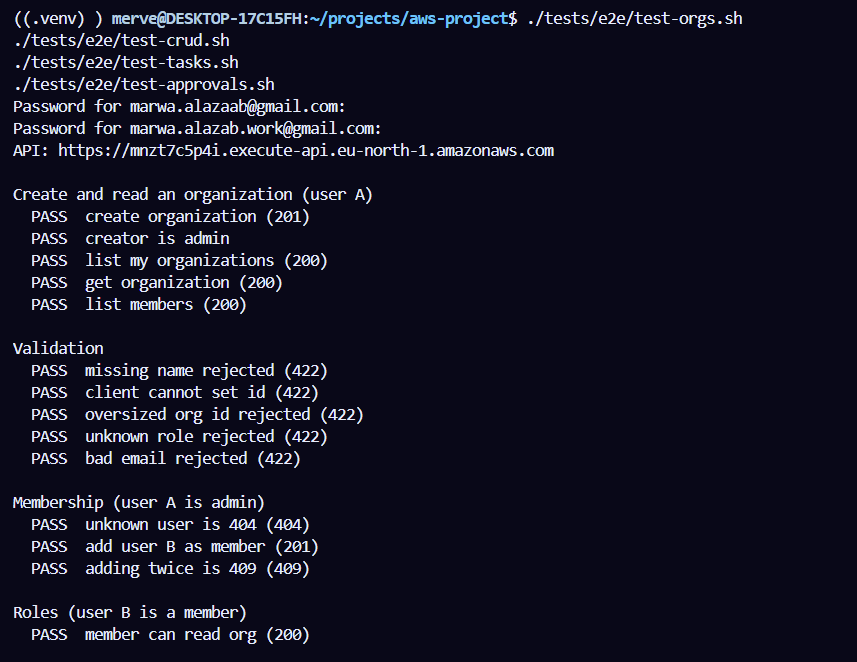 ((.venv) ) merve@DESKTOP-17C15FH:~/projects/aws-project$ ./tests/e2e/test-orgs.sh
./tests/e2e/test-crud.sh
./tests/e2e/test-tasks.sh
./tests/e2e/test-approvals.sh
Password for marwa.alazaab@gmail.com:
Password for marwa.alazab.work@gmail.com:
API: https://mnzt7c5p4i.execute-api.eu-north-1.amazonaws.com

Create and read an organization (user A)
  PASS  create organization (201)
  PASS  creator is admin
  PASS  list my organizations (200)
  PASS  get organization (200)
  PASS  list members (200)

Validation
  PASS  missing name rejected (422)
  PASS  client cannot set id (422)
  PASS  oversized org id rejected (422)
  PASS  unknown role rejected (422)
  PASS  bad email rejected (422)

Membership (user A is admin)
  PASS  unknown user is 404 (404)
  PASS  add user B as member (201)
  PASS  adding twice is 409 (409)

Roles (user B is a member)
  PASS  member can read org (200)